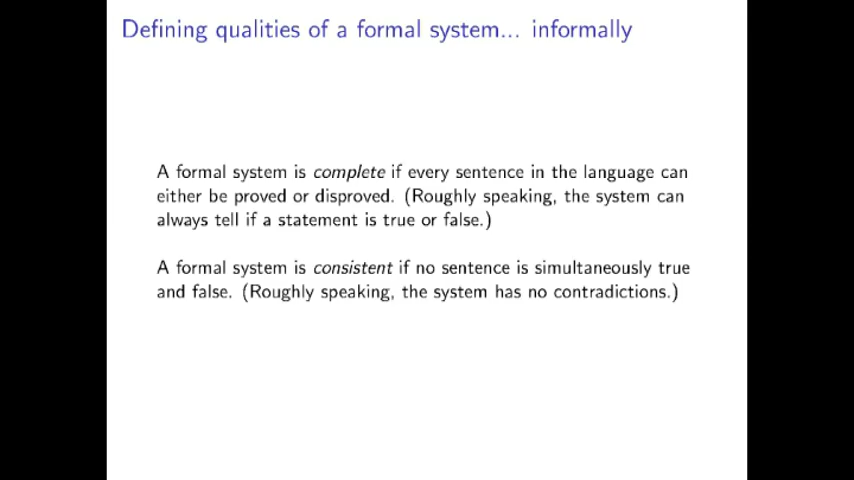 Defining qualities of a formal system... informally
A formal system is complete if every sentence in the language can
either be proved or disproved. (Roughly speaking, the system can
always tell if a statement is true or false.)
A formal system is consistent if no sentence is simultaneously true
and false. (Roughly speaking, the system has no contradictions.)